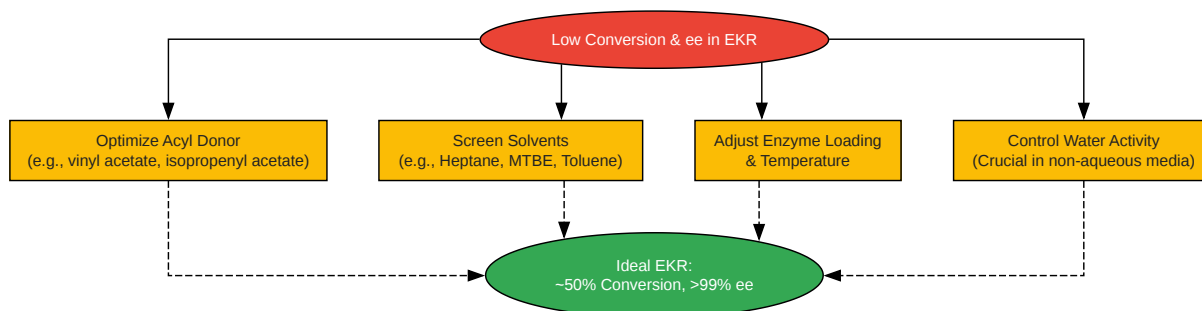 Low Conversion & ee in EKR
Optimize Acyl Donor
(e.g., vinyl acetate, isopropenyl acetate)
Screen Solvents
(e.g., Heptane, MTBE, Toluene)
Adjust Enzyme Loading
& Temperature
Control Water Activity
(Crucial in non-aqueous media)
Ideal EKR:
~50% Conversion, >99% ee